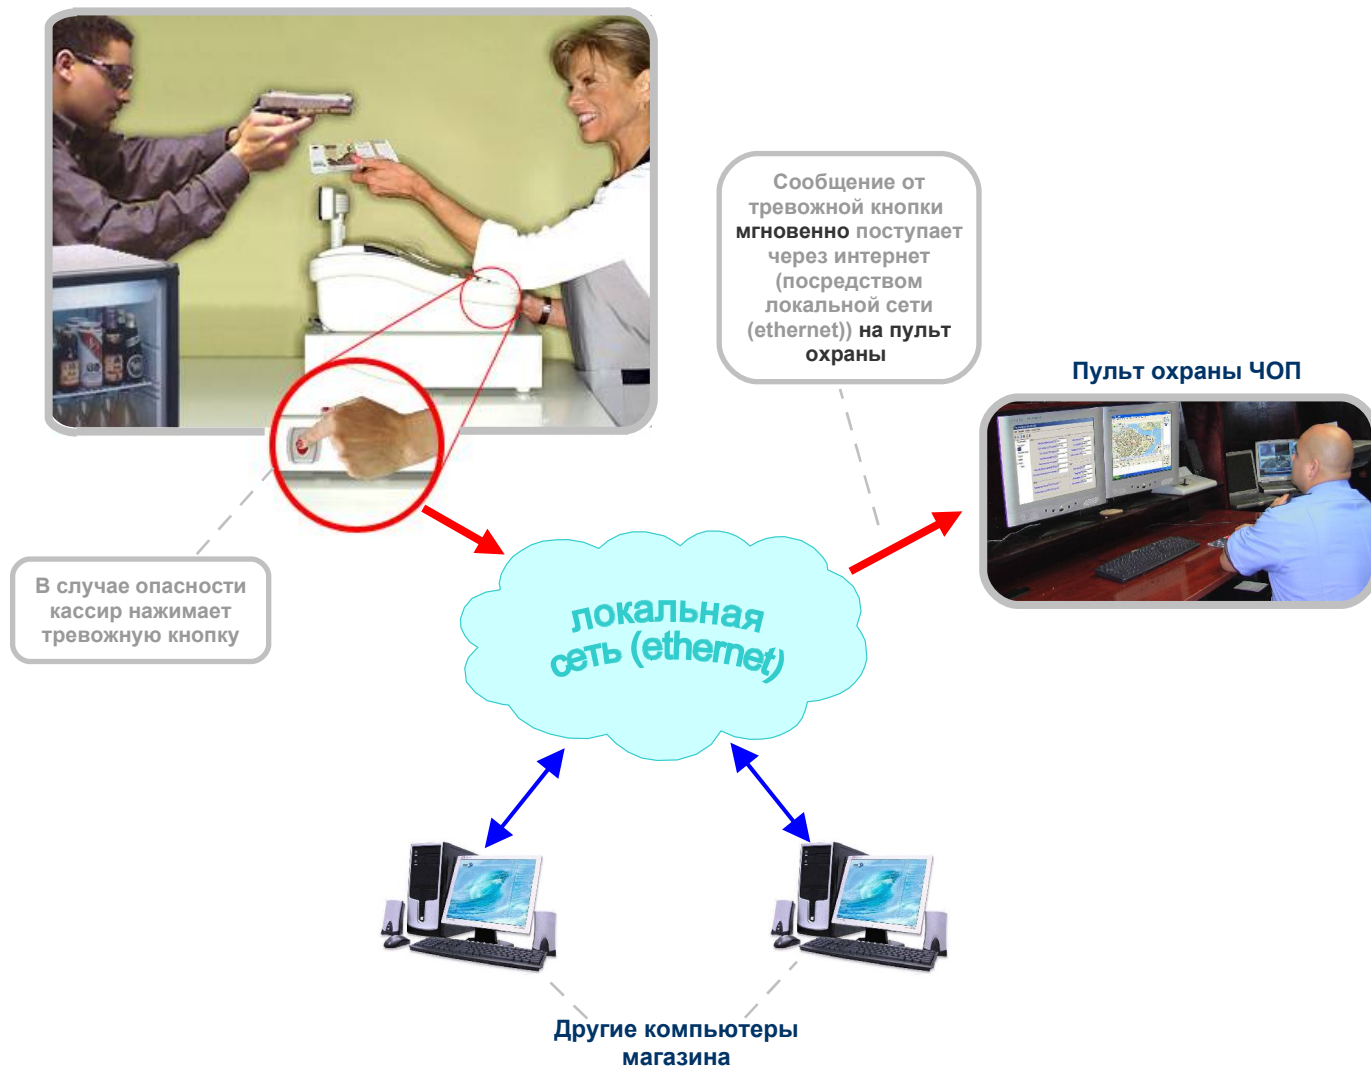 Сообщение от
тревожной кнопки
мгновенно поступает
через интернет
(посредством
локальной сети
(ethernet)) на пульт
охраны
Пульт охраны ЧОП
В случае опасности
кассир нажимает
тревожную кнопку
локальная
сеть (ethernet)
Другие компьютеры
магазина